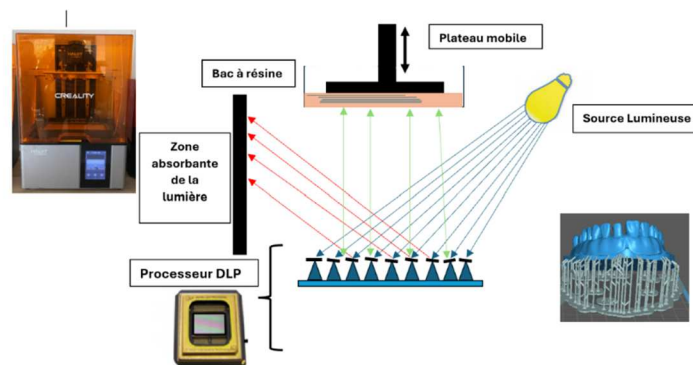 Plateau mobile
Bac à résine
CREALITY
Source Lumineuse
Zone
absorbante
de la
lumière
Processeur DLP